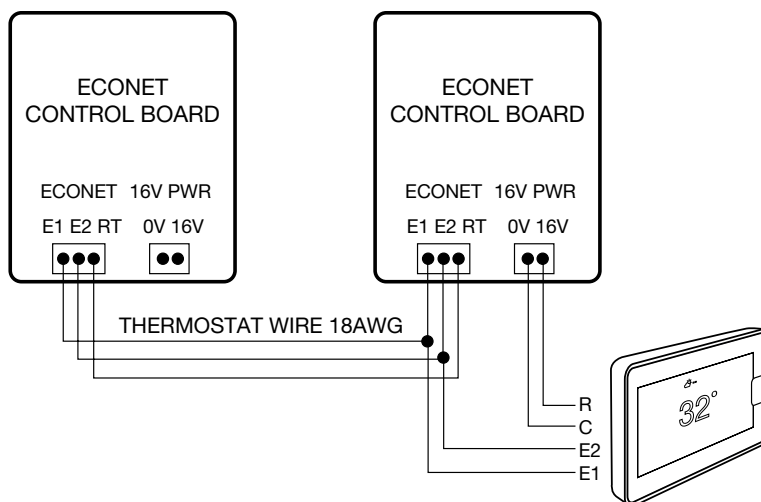 ECONET
CONTROL BOARD
ECONET 16V PWR
E1 E2 RT 0V 16V
ECONET
CONTROL BOARD
ECONET 16V PWR
E1 E2 RT 0V 16V
THERMOSTAT WIRE 18AWG
R
C
E2
E1
32°